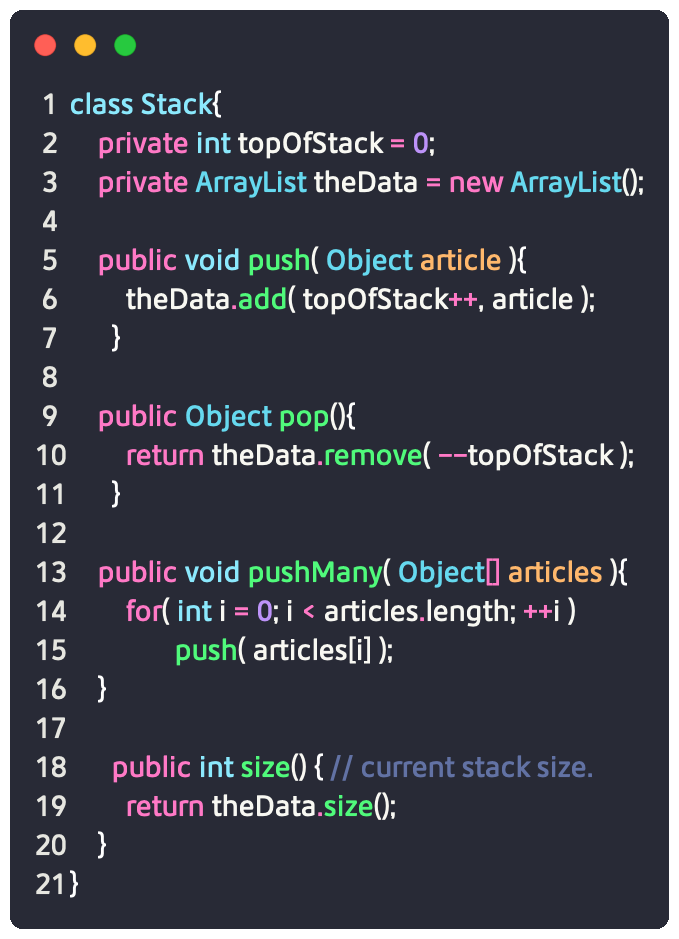 1 class Stack{
2 private int topOfStack = 0;
3 private ArrayList theData = new ArrayList();
4
5 public void push( Object article ){
6 theData.add( topOfStack++, article );
7 }
8
9 public Object pop(){
10 return theData.remove( --topOfStack );
11 }
12
13 public void pushMany( Object[] articles ){
14 for( int i = 0; i < articles.length; ++i )
15 push( articles[i] );
16 }
17
18 public int size() { // current stack size.
19 return theData.size();
20 }
21 }